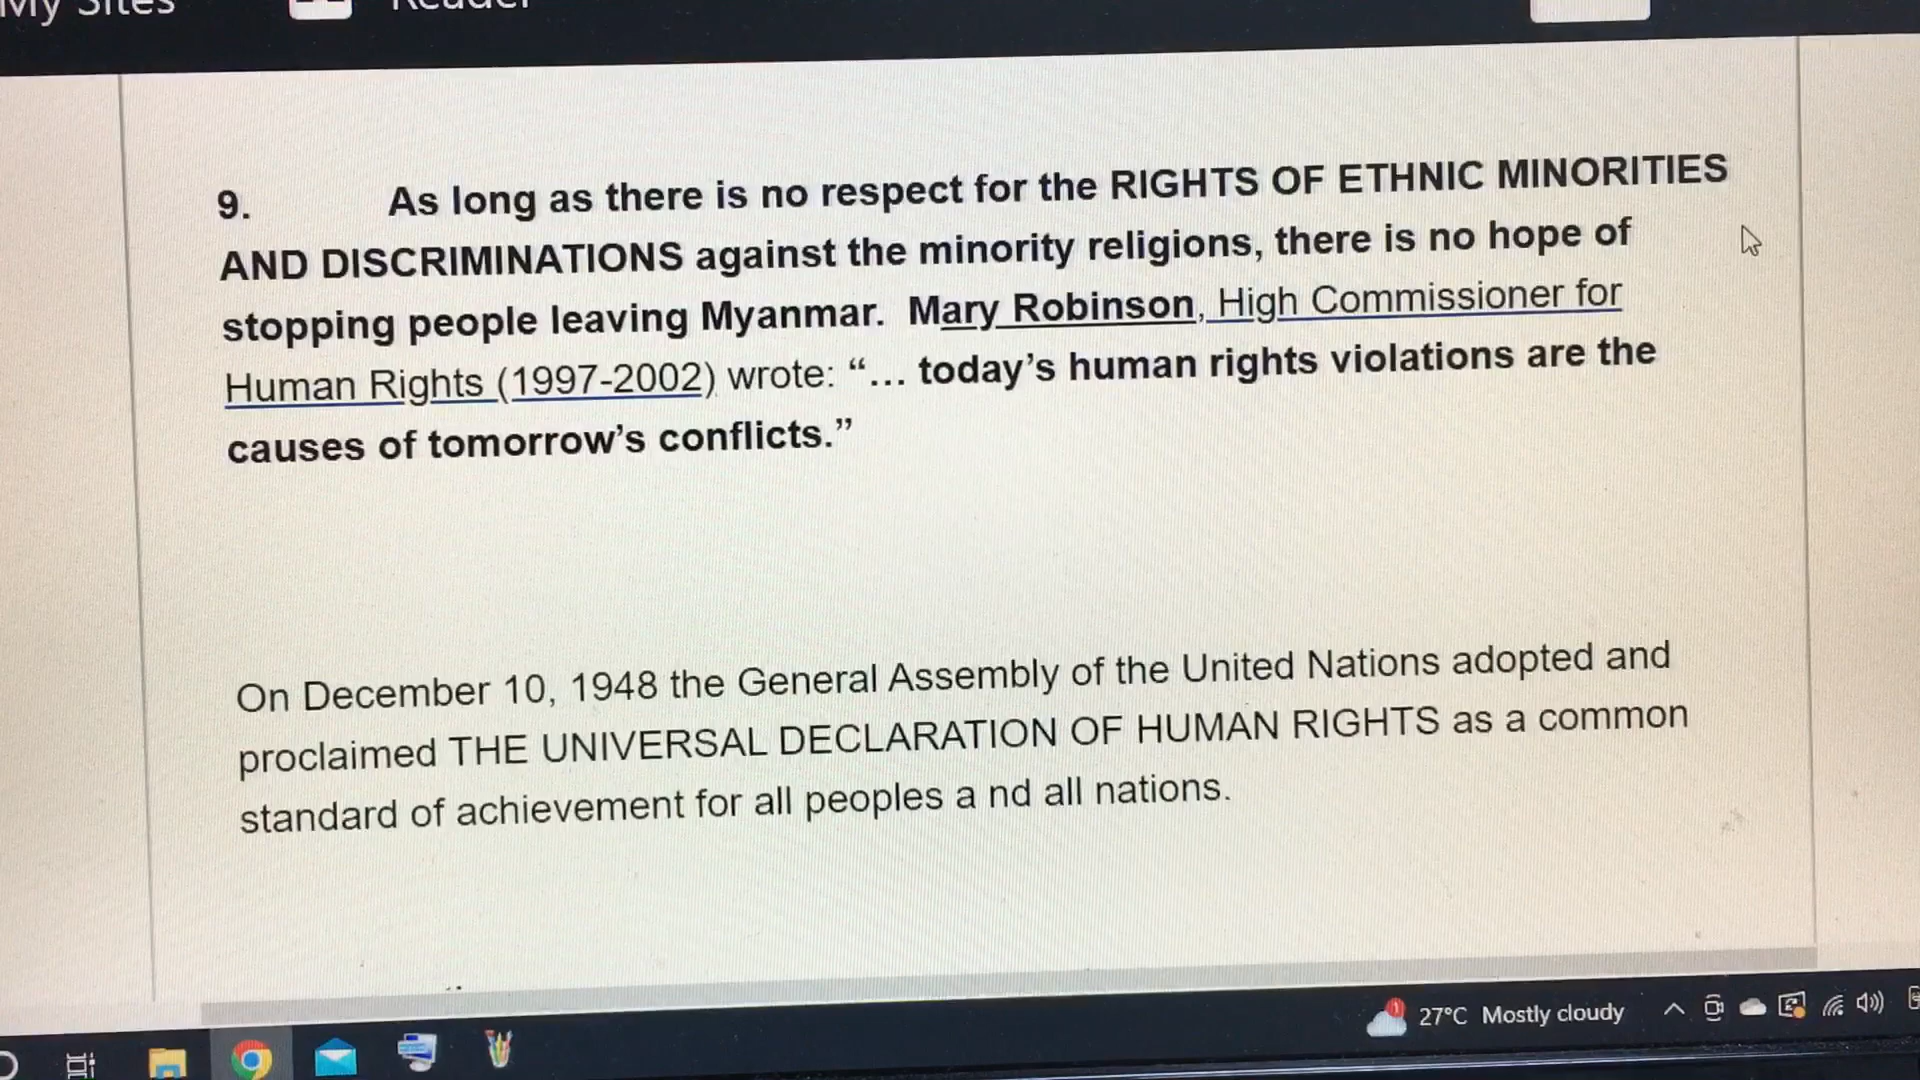 My Sites
Reader
9. As long as there is no respect for the RIGHTS OF ETHNIC MINORITIES
AND DISCRIMINATIONS against the minority religions, there is no hope of
stopping people leaving Myanmar. Mary Robinson, High Commissioner for
Human Rights (1997-2002) wrote: “... today’s human rights violations are the
causes of tomorrow’s conflicts.”
On December 10, 1948 the General Assembly of the United Nations adopted and
proclaimed THE UNIVERSAL DECLARATION OF HUMAN RIGHTS as a common
standard of achievement for all peoples a nd all nations.
1
27°C Mostly cloudy